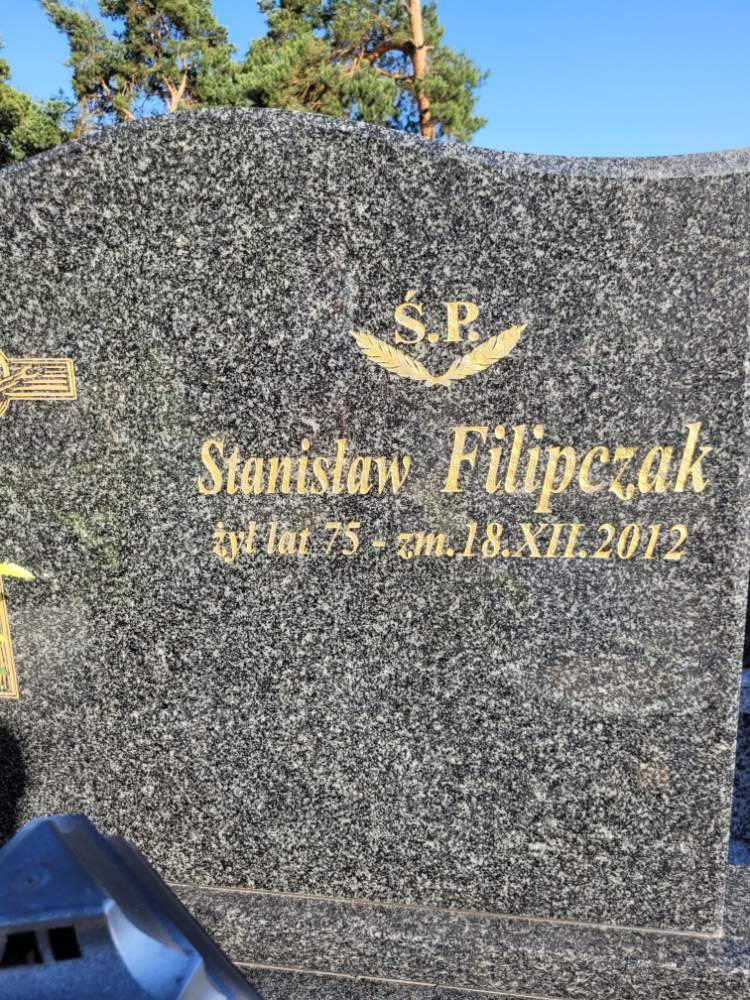 Ś.P.
Stanisław Filipczak
żył lat 75 - zm.18.XII.2012